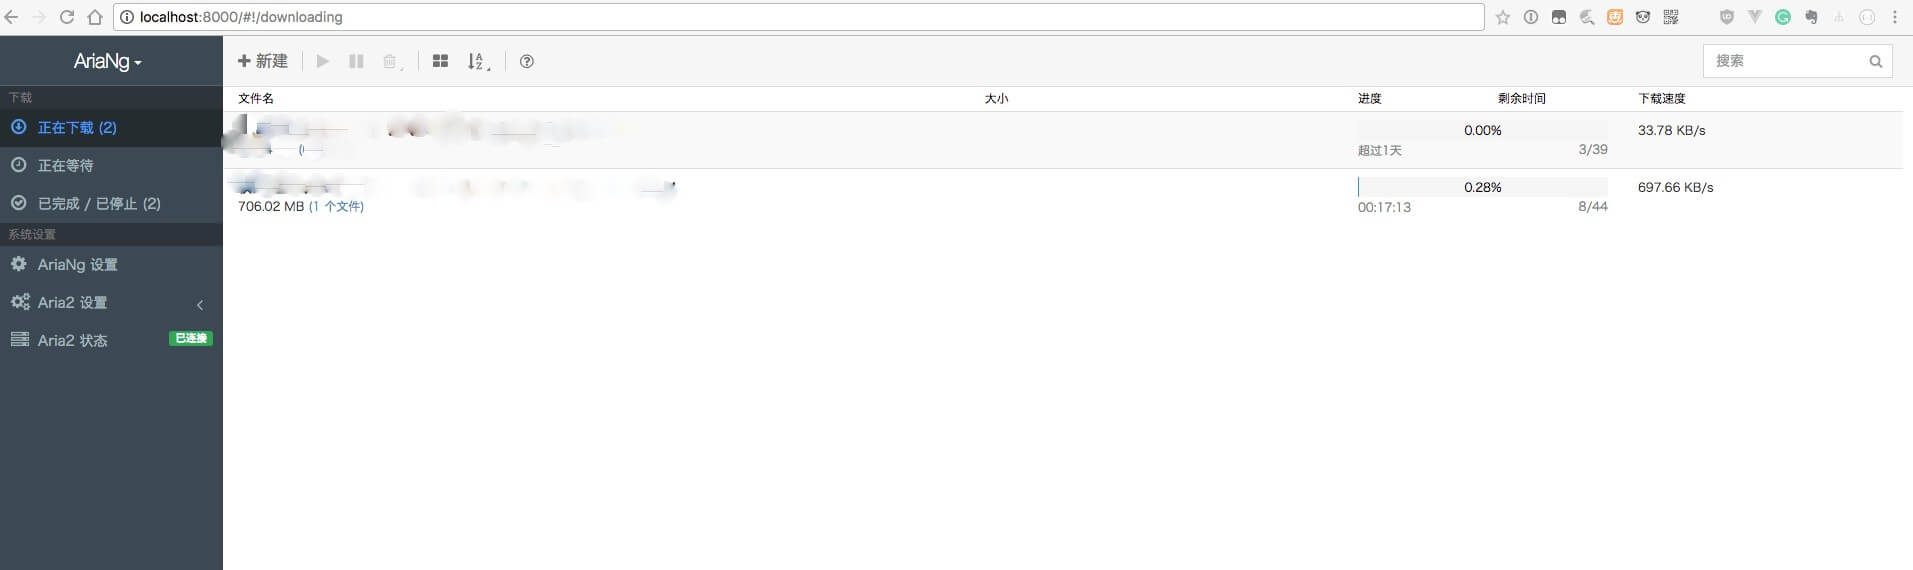 localhost:8000/#!/downloading
AriaNg
新建
搜索
下载
正在下载 (2)
正在等待
已完成 / 已停止 (2)
系统设置
AriaNg 设置
Aria2 设置
Aria2 状态 已连接
文件名 大小 进度 剩余时间 下载速度
0.00% 33.78 KB/s
超过1天 3/39
0.28% 697.66 KB/s
706.02 MB (1 个文件) 00:17:13 8/44